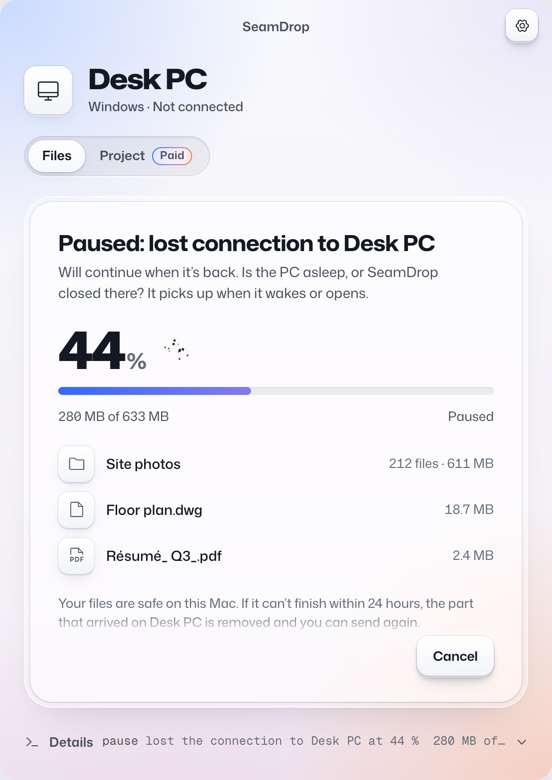 SeamDrop
Desk PC
Windows · Not connected
Files
Project
Paid
Paused: lost connection to Desk PC
Will continue when it’s back. Is the PC asleep, or SeamDrop
closed there? It picks up when it wakes or opens.
44%
280 MB of 633 MB
Paused
Site photos
212 files · 611 MB
Floor plan.dwg
18.7 MB
PDF
Résumé_ Q3_.pdf
2.4 MB
Your files are safe on this Mac. If it can’t finish within 24 hours, the part
that arrived on Desk PC is removed and you can send again.
Cancel
Details pause lost the connection to Desk PC at 44 % 280 MB of…